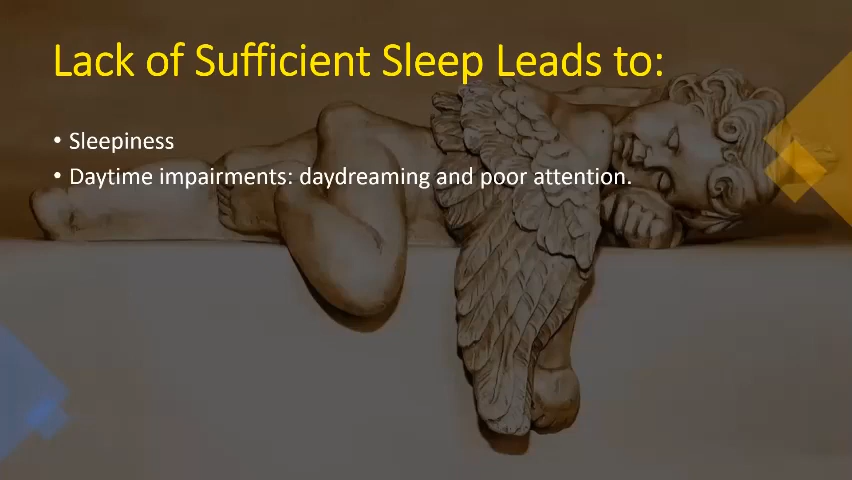 Lack of Sufficient Sleep Leads to:
• Sleepiness
• Daytime impairments: daydreaming and poor attention.